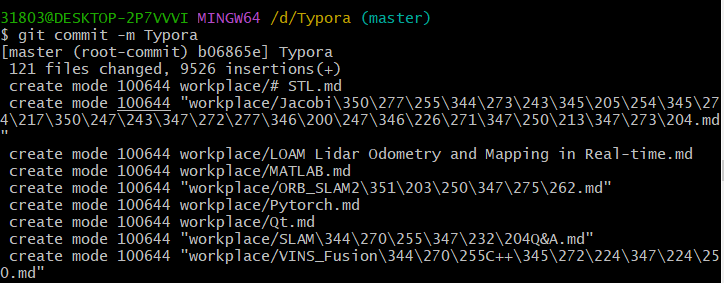 31803@DESKTOP-2P7VVVI MINGW64 /d/Typora (master)
$ git commit -m Typora
[master (root-commit) b06865e] Typora
 121 files changed, 9526 insertions(+)
 create mode 100644 workplace/# STL.md
 create mode 100644 "workplace/Jacobi\350\277\255\344\273\243\345\205\254\345\27
4\217\350\247\243\347\272\277\346\200\247\346\226\271\347\250\213\347\273\204.md
"
 create mode 100644 workplace/LOAM Lidar Odometry and Mapping in Real-time.md
 create mode 100644 workplace/MATLAB.md
 create mode 100644 "workplace/ORB_SLAM2\351\203\250\347\275\262.md"
 create mode 100644 workplace/Pytorch.md
 create mode 100644 workplace/Qt.md
 create mode 100644 "workplace/SLAM\344\270\255\347\232\204Q&A.md"
 create mode 100644 "workplace/VINS_Fusion\344\270\255C++\345\272\224\347\224\25
0.md"